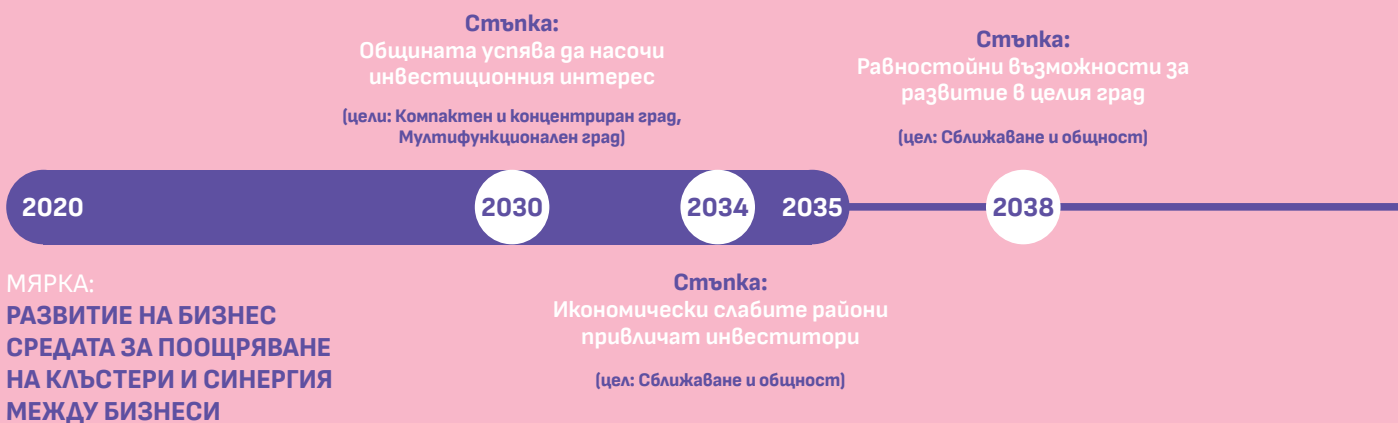 Стъпка:
Общината успява да насочи
инвестиционния интерес
(цели: Компактен и концентриран град,
Мултифункционален град)
Стъпка:
Равностойни възможности за
развитие в целия град
(цел: Сближаване и общност)
2020
2030
2034
2035
2038
МЯРКА:
РАЗВИТИЕ НА БИЗНЕС
СРЕДАТА ЗА ПООЩРЯВАНЕ
НА КЛЪСТЕРИ И СИНЕРГИЯ
МЕЖДУ БИЗНЕСИ
Стъпка:
Икономически слабите райони
привличат инвеститори
(цел: Сближаване и общност)